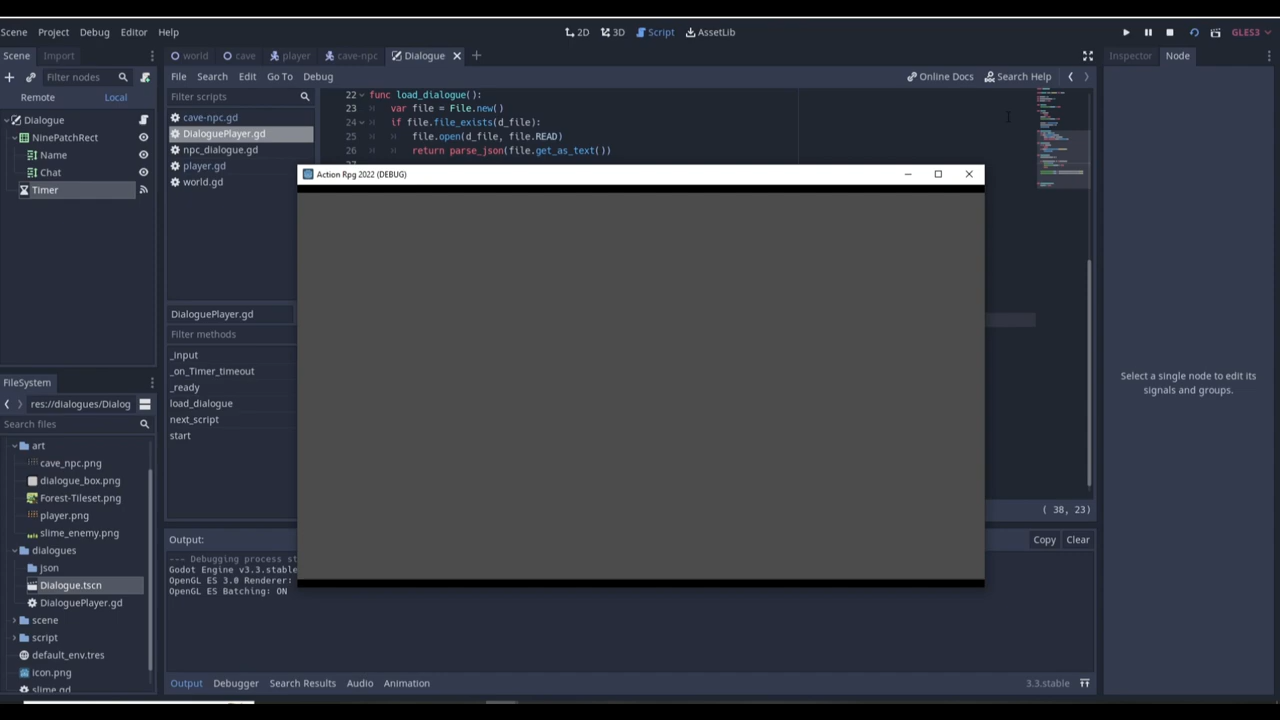 Scene Project Debug Editor Help
2D 3D Script AssetLib
GLES3
Scene Import
world cave player cave-npc Dialogue
Inspector Node
Filter nodes
File Search Edit Go To Debug
Online Docs Search Help
Remote Local
Filter scripts
Dialogue
NinePatchRect
Name
Chat
Timer
cave-npc.gd
DialoguePlayer.gd
npc_dialogue.gd
player.gd
world.gd
22 func load_dialogue():
23 var file = File.new()
24 if file.file_exists(d_file):
25 file.open(d_file, file.READ)
26 return parse_json(file.get_as_text())
Action Rpg 2022 (DEBUG)
DialoguePlayer.gd
Filter methods
_input
_on_Timer_timeout
_ready
load_dialogue
next_script
start
Select a single node to edit its
signals and groups.
FileSystem
res://dialogues/Dialog
Search files
art
cave_npc.png
dialogue_box.png
Forest-Tileset.png
player.png
slime_enemy.png
dialogues
json
Dialogue.tscn
DialoguePlayer.gd
scene
script
default_env.tres
icon.png
slime.gd
( 38, 23)
Output:
Copy Clear
--- Debugging process st
Godot Engine v3.3.stable
OpenGL ES 3.0 Renderer:
OpenGL ES Batching: ON
Output Debugger Search Results Audio Animation
3.3.stable